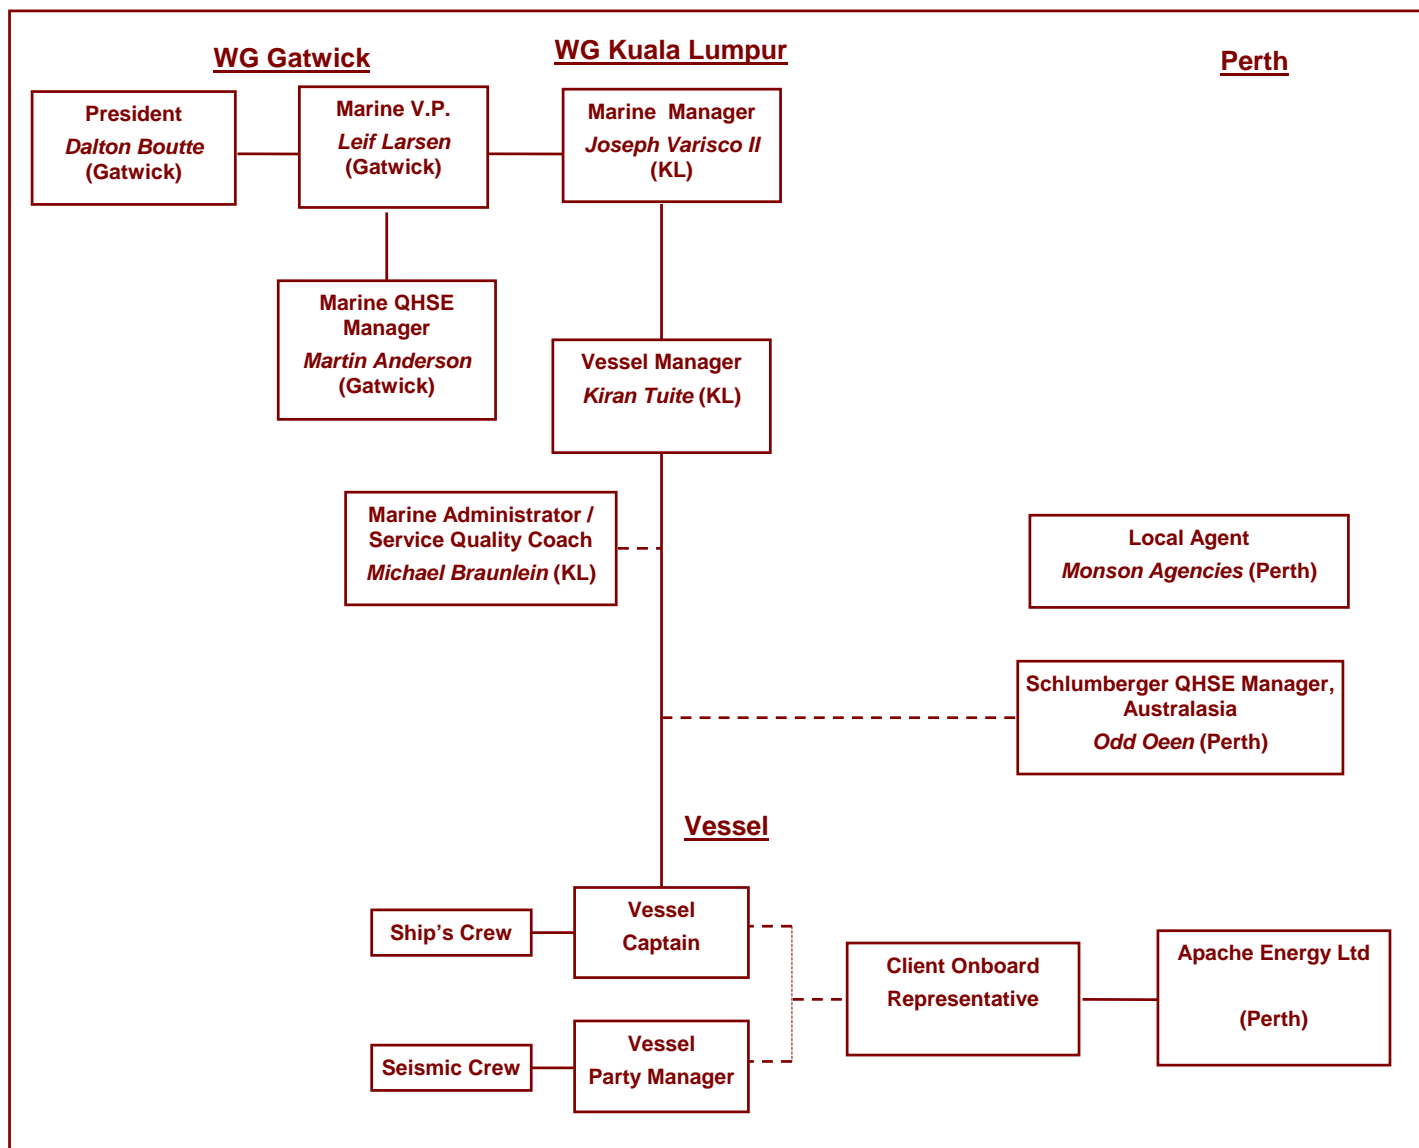 WG Gatwick
WG Kuala Lumpur
Perth
President
Dalton Boutte
(Gatwick)
Marine V.P.
Leif Larsen
(Gatwick)
Marine Manager
Joseph Varisco II
(KL)
Marine QHSE
Manager
Martin Anderson
(Gatwick)
Vessel Manager
Kiran Tuite (KL)
Marine Administrator /
Service Quality Coach
Michael Braunlein (KL)
Local Agent
Monson Agencies (Perth)
Schlumberger QHSE Manager,
Australasia
Odd Oeen (Perth)
Vessel
Ship’s Crew
Vessel
Captain
Client Onboard
Representative
Apache Energy Ltd
(Perth)
Seismic Crew
Vessel
Party Manager